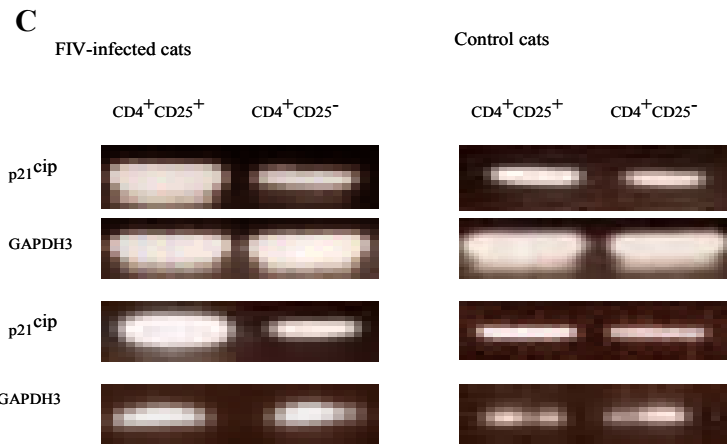 C
FIV-infected cats
Control cats
CD4+CD25+ CD4+CD25- CD4+CD25+ CD4+CD25-
p21cip
GAPDH3
p21cip
GAPDH3